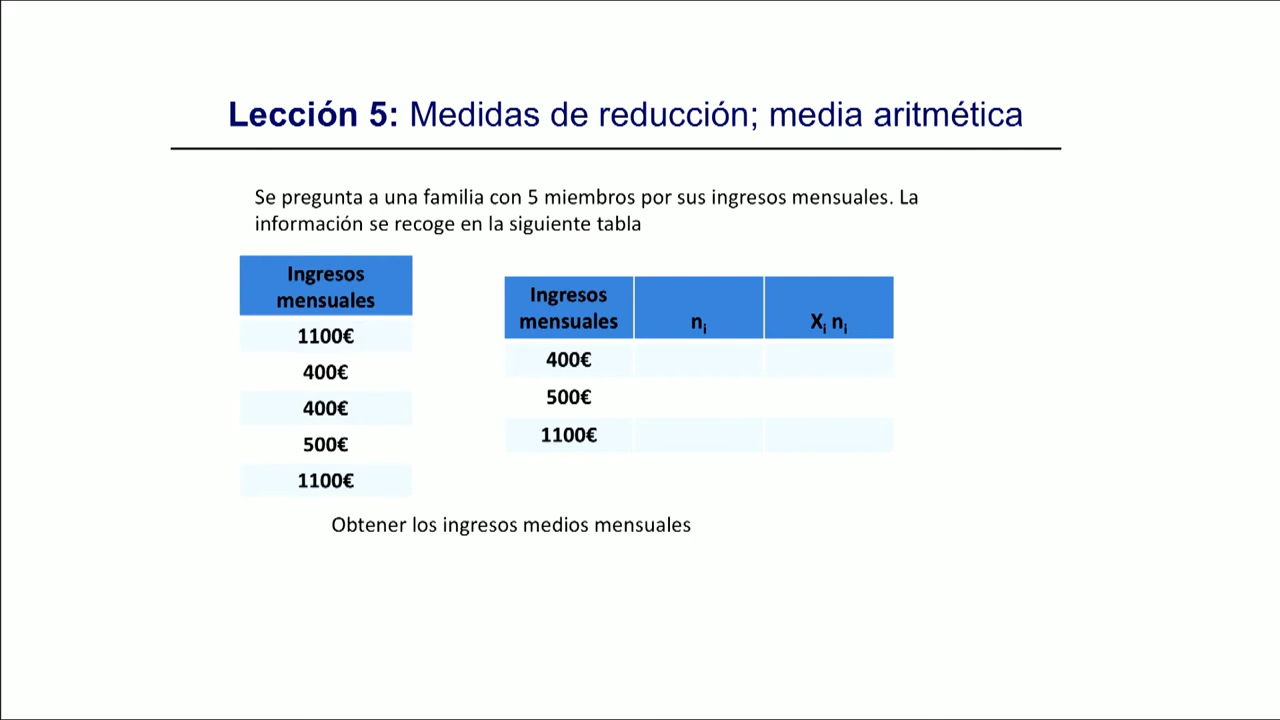 Lección 5: Medidas de reducción; media aritmética
Se pregunta a una familia con 5 miembros por sus ingresos mensuales. La
información se recoge en la siguiente tabla
Ingresos
mensuales
1100€
400€
400€
500€
1100€
Ingresos
mensuales
nᵢ
Xᵢ nᵢ
400€
500€
1100€
Obtener los ingresos medios mensuales